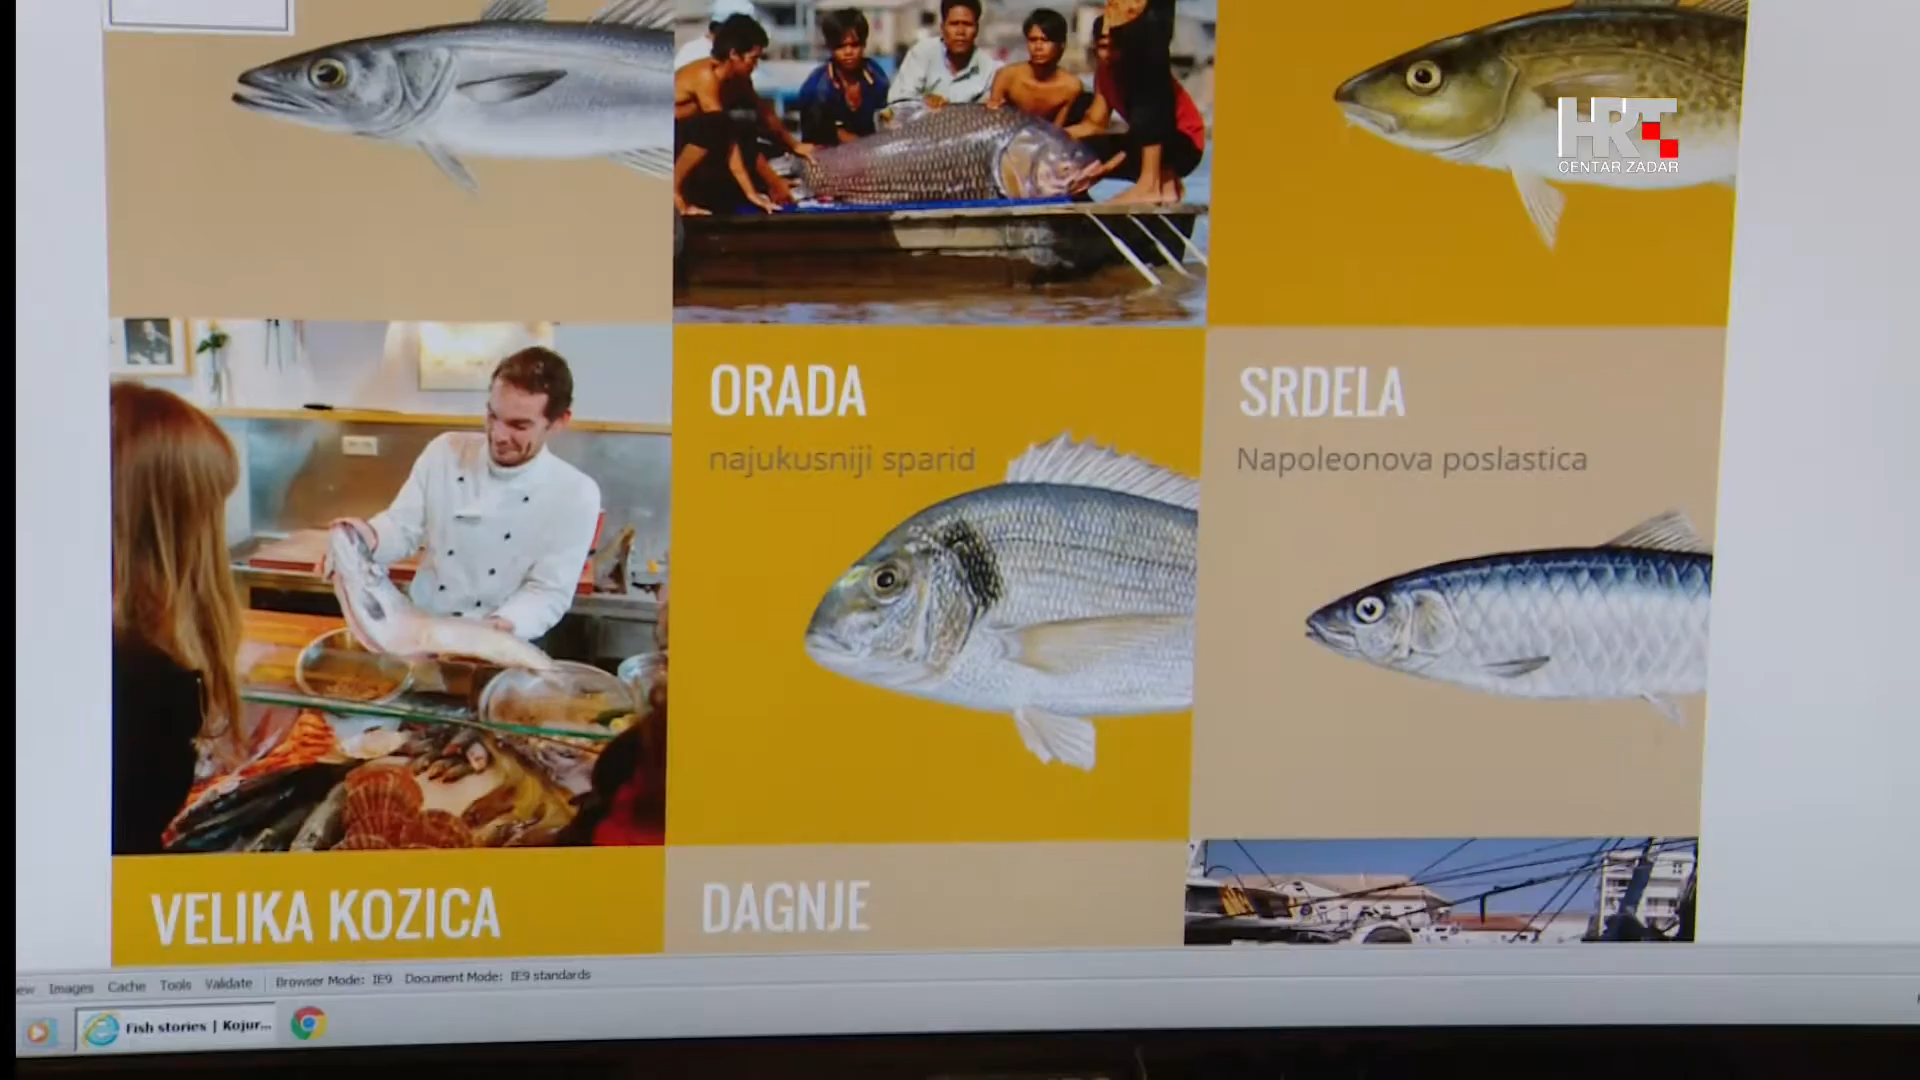 HRT
CENTAR ZADAR
ORADA
najukusniji sparid
SRDELA
Napoleonova poslastica
VELIKA KOZICA
DAGNJE
Images Cache Tools Validate Browser Mode: IE9 Document Mode: IE9 standards
Fish stories | Kojur...